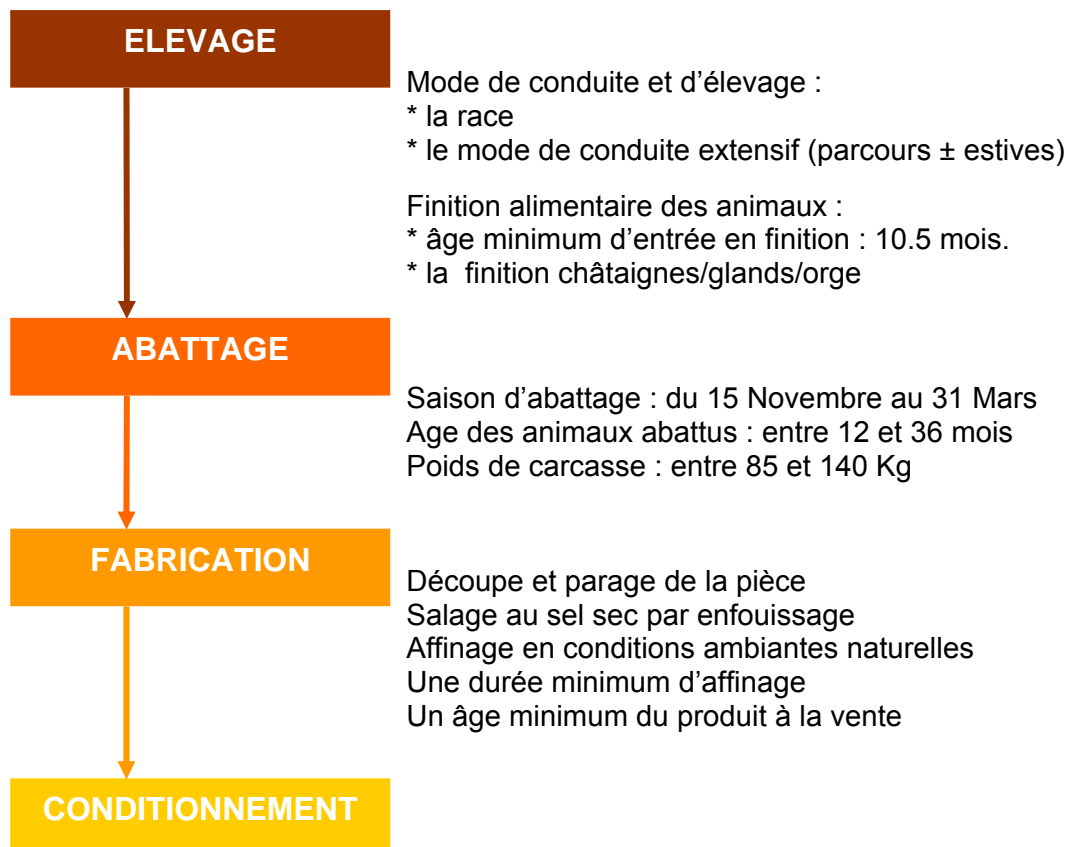 ELEVAGE
Mode de conduite et d’élevage :
* la race
* le mode de conduite extensif (parcours ± estives)
Finition alimentaire des animaux :
* âge minimum d’entrée en finition : 10.5 mois.
* la  finition châtaignes/glands/orge
ABATTAGE
Saison d’abattage : du 15 Novembre au 31 Mars
Age des animaux abattus : entre 12 et 36 mois
Poids de carcasse : entre 85 et 140 Kg
FABRICATION
Découpe et parage de la pièce
Salage au sel sec par enfouissage
Affinage en conditions ambiantes naturelles
Une durée minimum d’affinage
Un âge minimum du produit à la vente
CONDITIONNEMENT